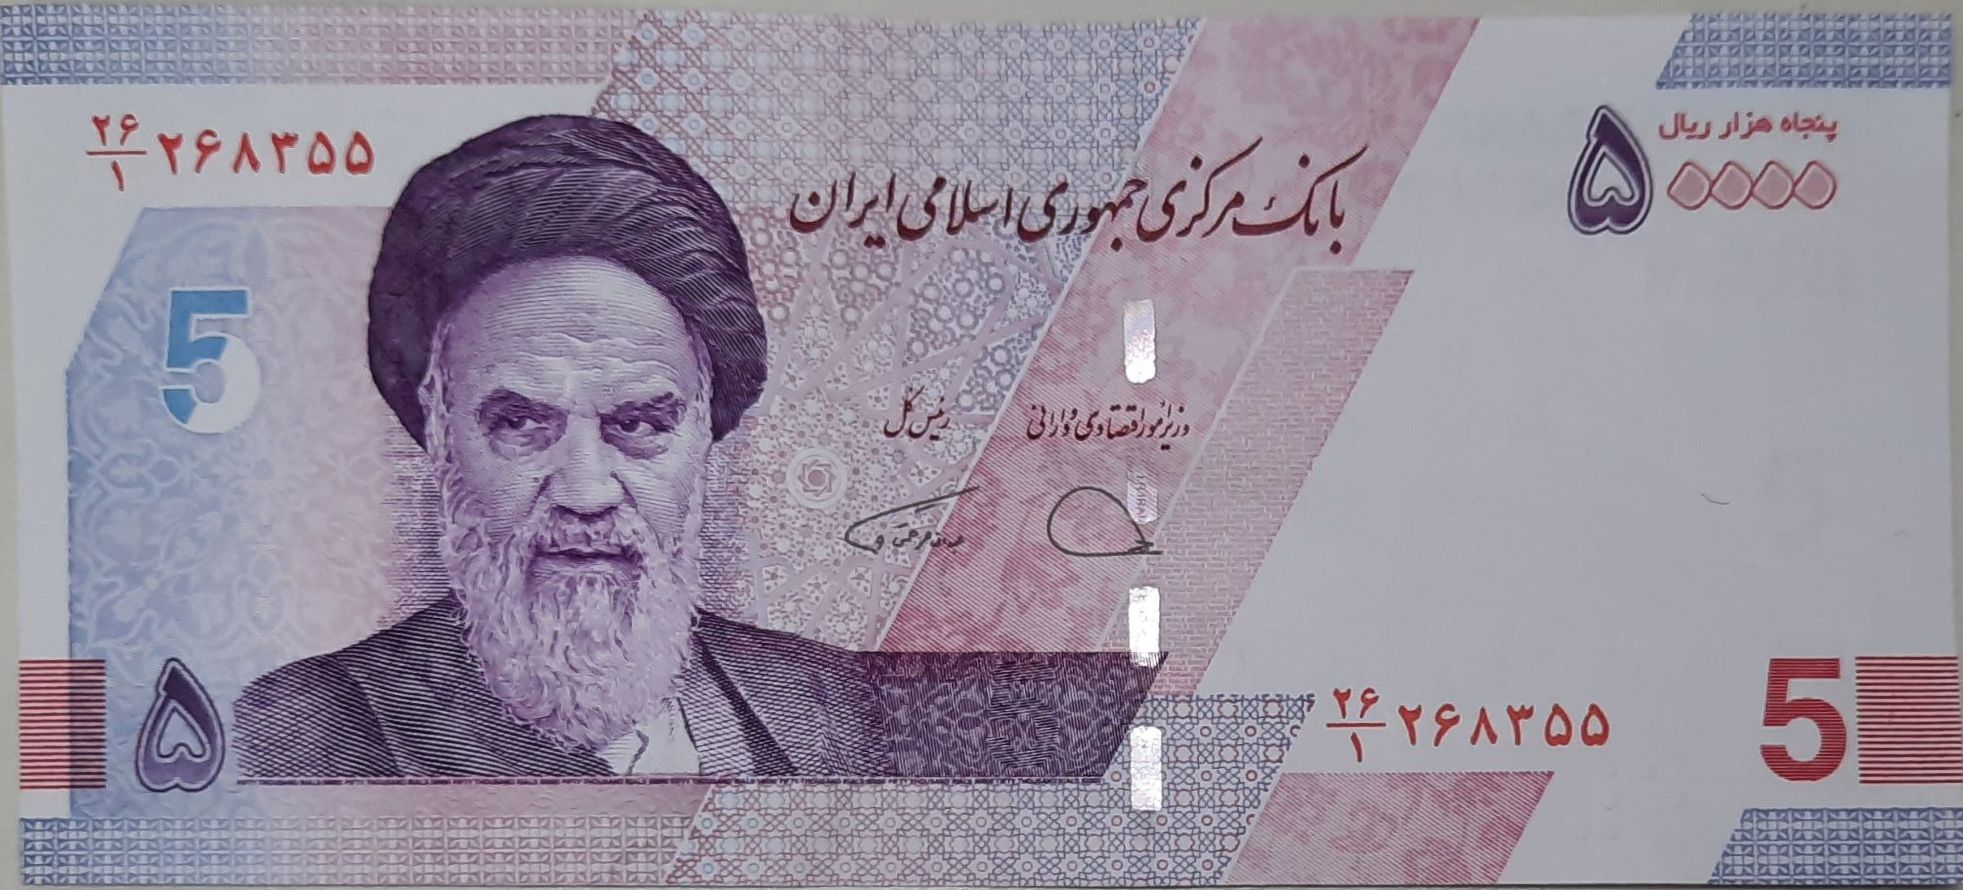 ۲۶/۱ ۲۶۸۳۵۵
۵۰۰۰۰
پنجاه هزار ریال
بانک مرکزی جمهوری اسلامی ایران
5
وزیر امور اقتصادی و دارائی
رئیس کل
۵
۲۶/۱ ۲۶۸۳۵۵
5